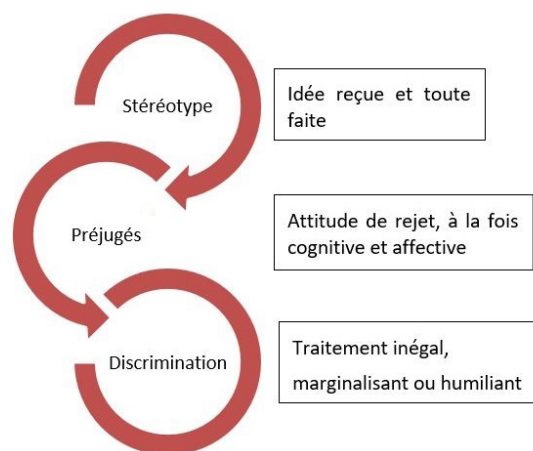 Stéréotype
Idée reçue et toute
faite
Préjugés
Attitude de rejet, à la fois
cognitive et affective
Discrimination
Traitement inégal,
marginalisant ou humiliant